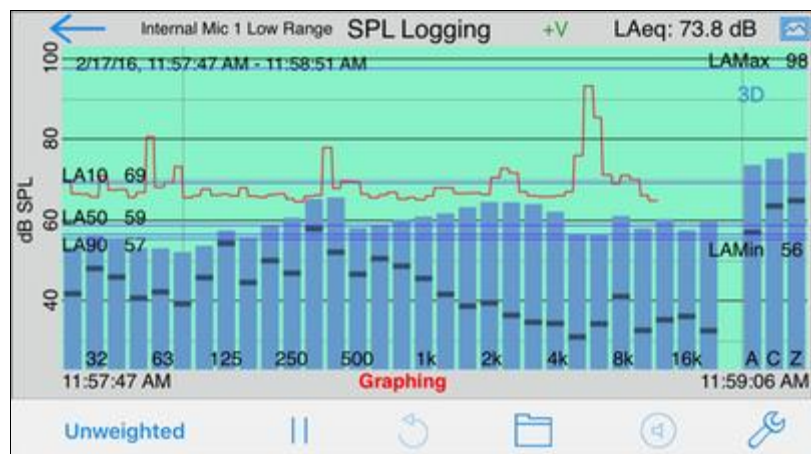 Internal Mic 1 Low Range SPL Logging +V LAeq: 73.8 dB
2/17/16, 11:57:47 AM - 11:58:51 AM
LAMax 98
3D
100
80
60
40
dB SPL
LA10 69
LA50 59
LA90 57
LAMin 56
32 63 125 250 500 1k 2k 4k 8k 16k A C Z
11:57:47 AM Graphing 11:59:06 AM
Unweighted